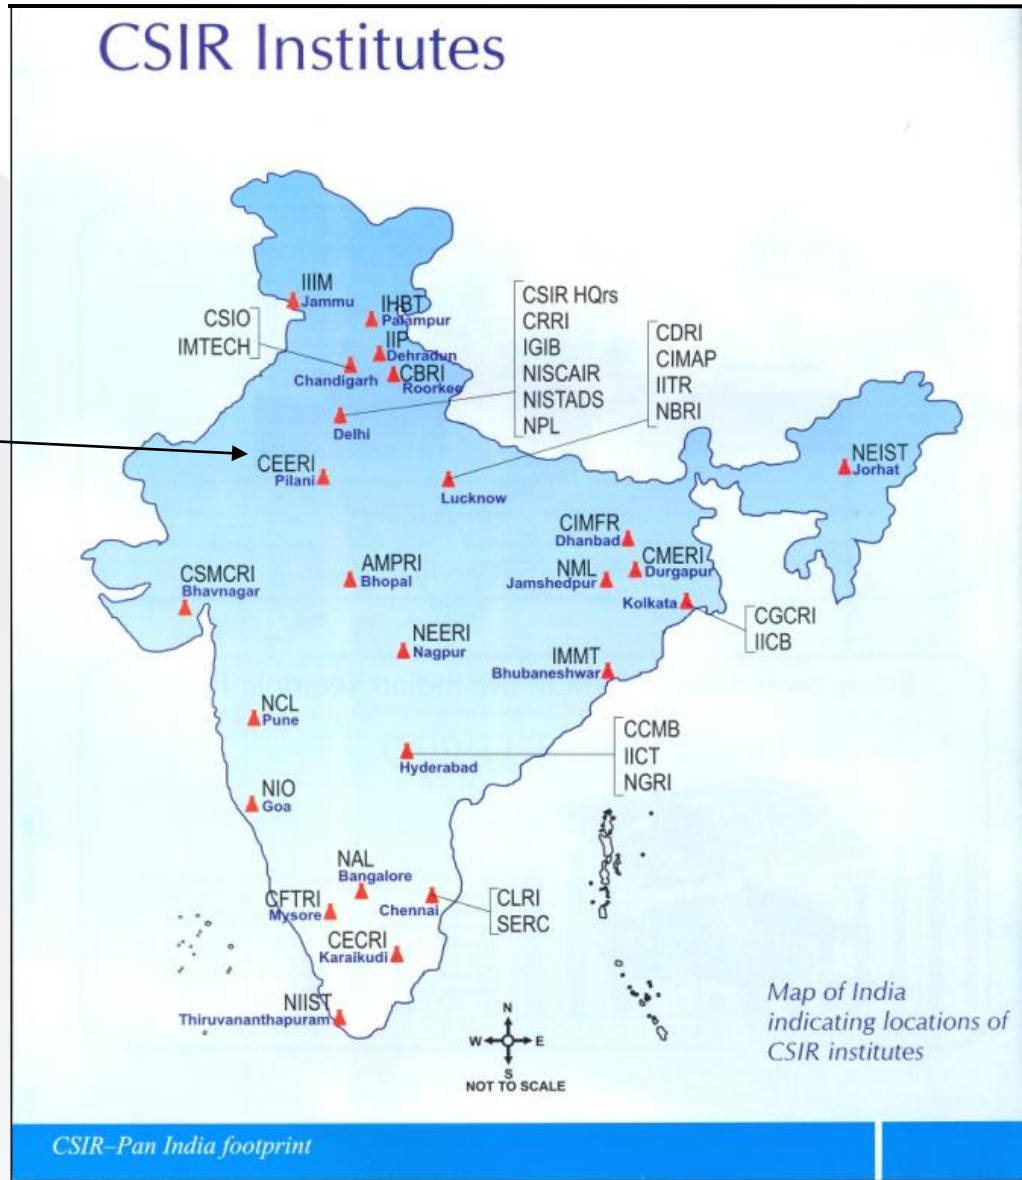 CSIR Institutes
IIIM
Jammu
IHBT
Palampur
CSIO
IMTECH
IIP
Dehradun
Chandigarh
CBRI
Roorkee
CSIR HQrs
CRRI
IGIB
NISCAIR
NISTADS
NPL
CDRI
CIMAP
IITR
NBRI
Delhi
CEERI
Pilani
Lucknow
NEIST
Jorhat
CIMFR
Dhanbad
CMERI
Durgapur
NML
Jamshedpur
AMPRI
Bhopal
CSMCRI
Bhavnagar
Kolkata
CGCRI
IICB
NEERI
Nagpur
IMMT
Bhubaneshwar
NCL
Pune
CCMB
IICT
NGRI
Hyderabad
NIO
Goa
NAL
Bangalore
CFTRI
Mysore
Chennai
CLRI
SERC
CECRI
Karaikudi
NIIST
Thiruvananthapuram
N
W E
S
NOT TO SCALE
Map of India
indicating locations of
CSIR institutes
CSIR–Pan India footprint